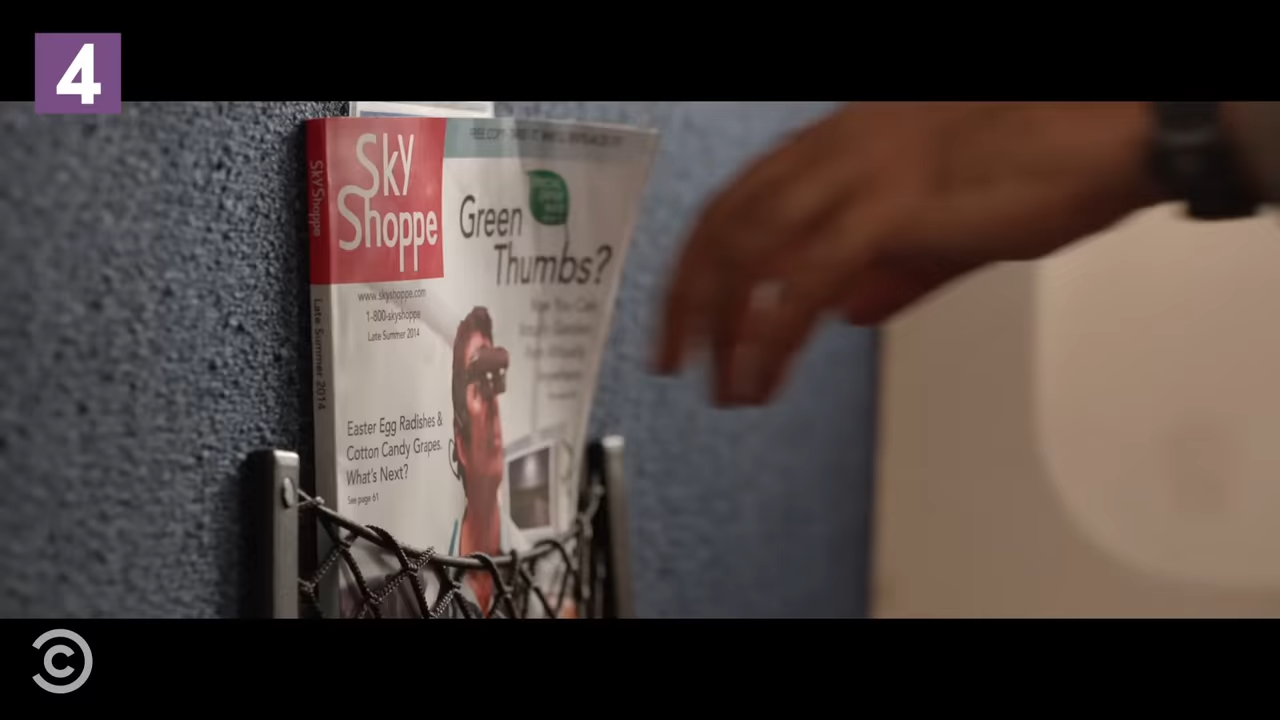 4
Sky
Shoppe
SkyShoppe
Late Summer 2014
Green
Thumbs?
www.skyshoppe.com
1-800-skyshoppe
Late Summer 2014
Easter Egg Radishes &
Cotton Candy Grapes.
What's Next?
See page 61